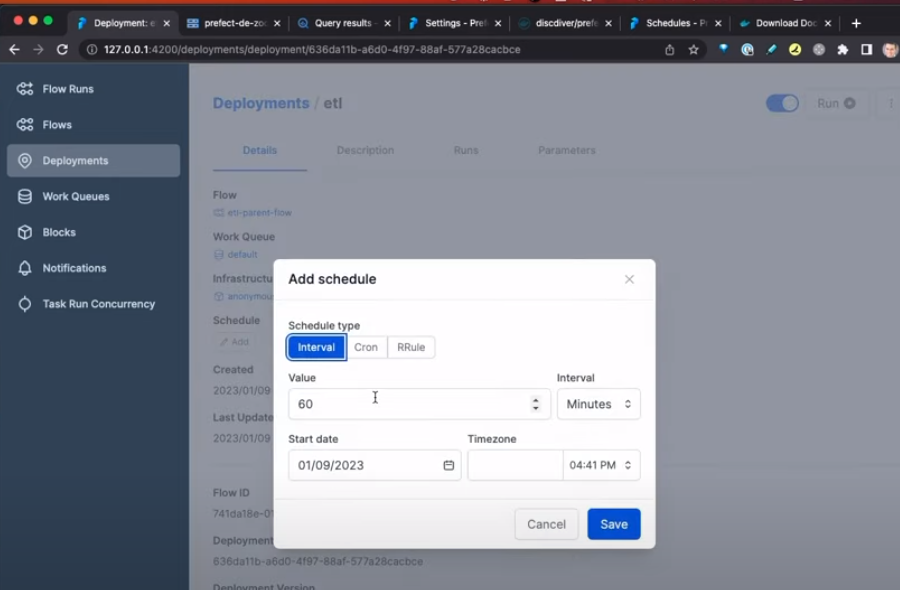 Deployment: e
prefect-de-zoo
Query results -
Settings - Pref
discdiver/prefe
Schedules - P
Download Doc
127.0.0.1:4200/deployments/deployment/636da11b-a6d0-4f97-88af-577a28cacbce
Flow Runs
Flows
Deployments
Work Queues
Blocks
Notifications
Task Run Concurrency
Deployments / etl
Run
Details Description Runs Parameters
Flow
etl-parent-flow
Work Queue
default
Infrastructu
anonymou
Schedule
Add
Created
2023/01/09
Last Update
2023/01/09
Flow ID
741da18e-01
Deployment
636da11b-a6d0-4f97-88af-577a28cacbce
Deployment Version
Add schedule
Schedule type
Interval Cron RRule
Value Interval
60 Minutes
Start date Timezone
01/09/2023 04:41 PM
Cancel Save